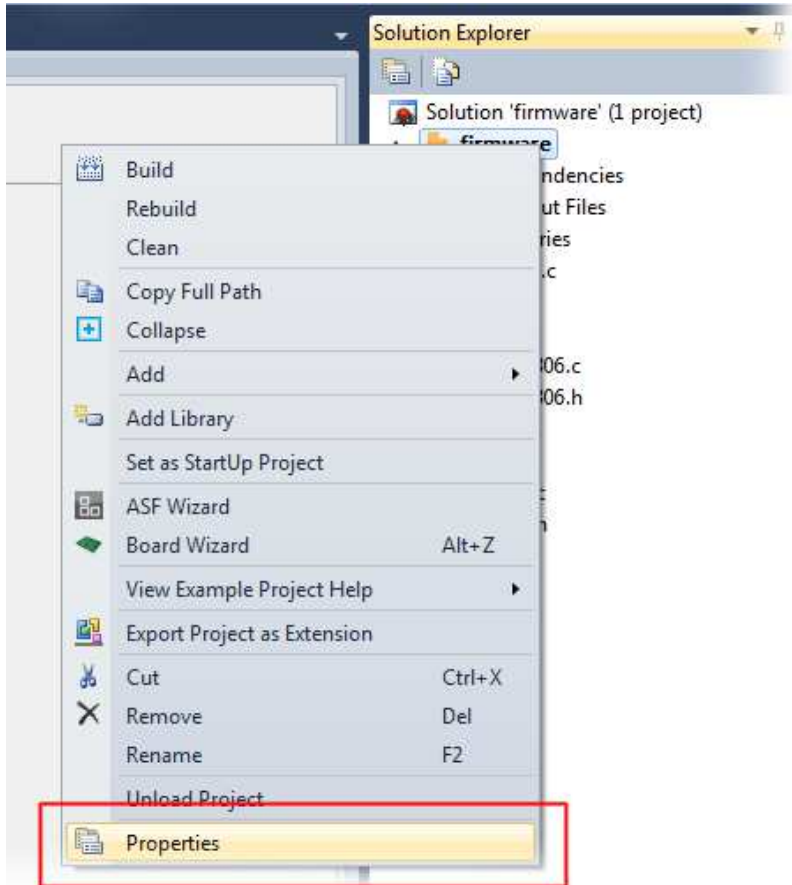 Solution Explorer
Solution 'firmware' (1 project)
firmware
Build
ndencies
Rebuild
ut Files
Clean
ries
.c
Copy Full Path
Collapse
Add
306.c
Add Library
306.h
Set as StartUp Project
ASF Wizard
Board Wizard Alt+Z
View Example Project Help
Export Project as Extension
Cut Ctrl+X
Remove Del
Rename F2
Unload Project
Properties